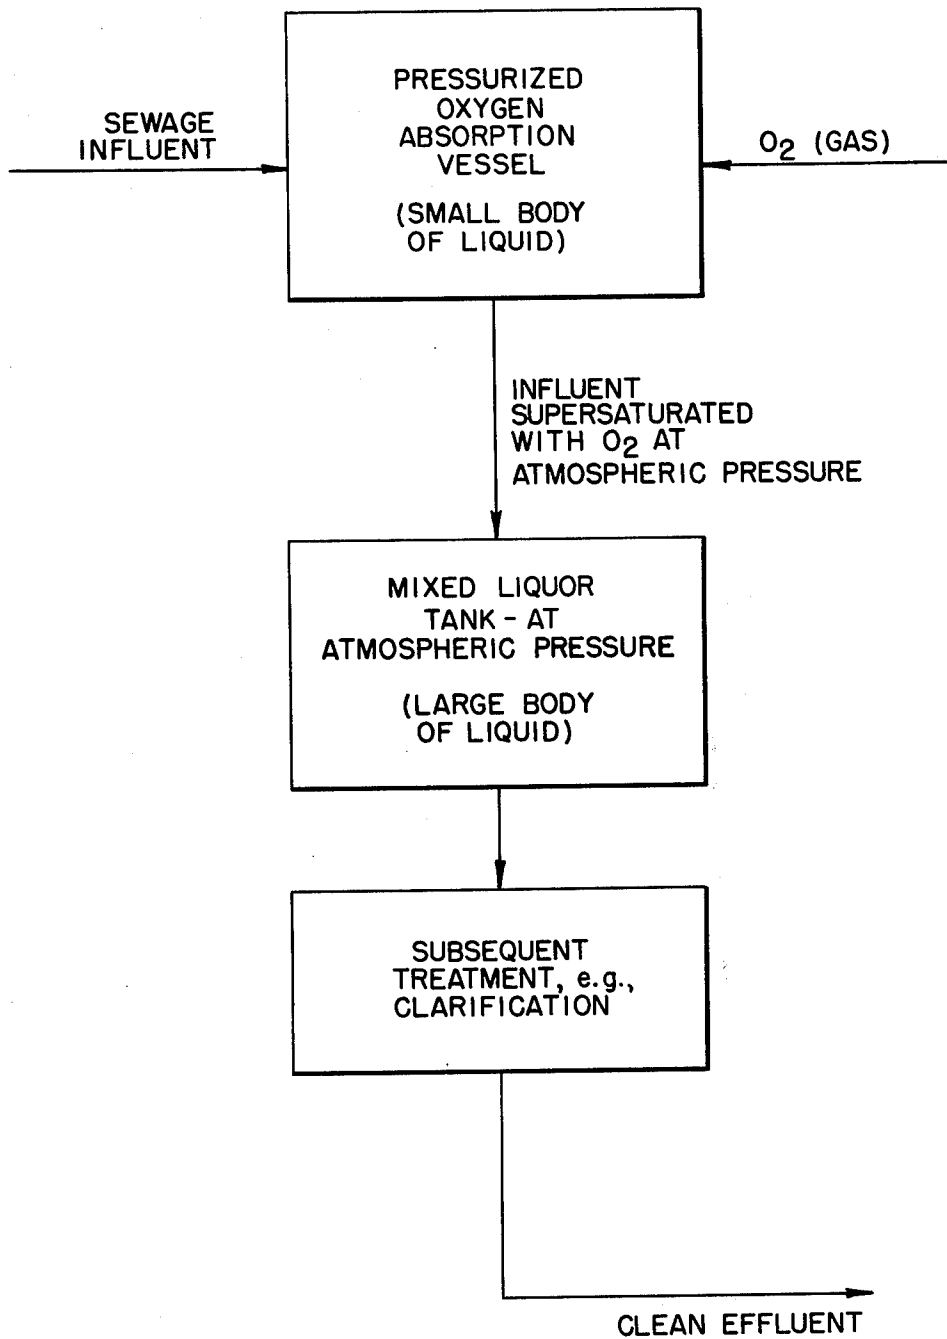 PRESSURIZED
OXYGEN
ABSORPTION
VESSEL
(SMALL BODY
OF LIQUID)
SEWAGE
INFLUENT
O₂ (GAS)
INFLUENT
SUPERSATURATED
WITH O₂ AT
ATMOSPHERIC PRESSURE
MIXED LIQUOR
TANK - AT
ATMOSPHERIC PRESSURE
(LARGE BODY
OF LIQUID)
SUBSEQUENT
TREATMENT, e.g.,
CLARIFICATION
CLEAN EFFLUENT